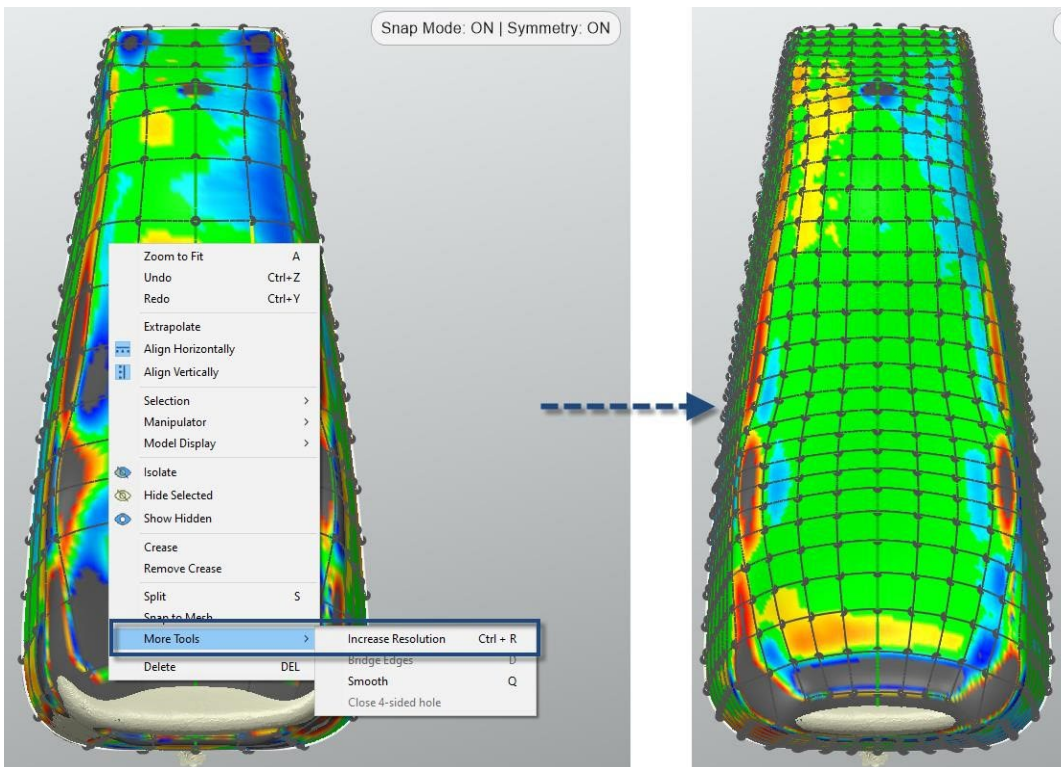 Snap Mode: ON | Symmetry: ON
Zoom to Fit A
Undo Ctrl+Z
Redo Ctrl+Y
Extrapolate
Align Horizontally
Align Vertically
Selection >
Manipulator >
Model Display >
Isolate
Hide Selected
Show Hidden
Crease
Remove Crease
Split S
Snap to Mesh
More Tools >
Increase Resolution Ctrl + R
Bridge Edges D
Delete DEL
Smooth Q
Close 4-sided hole